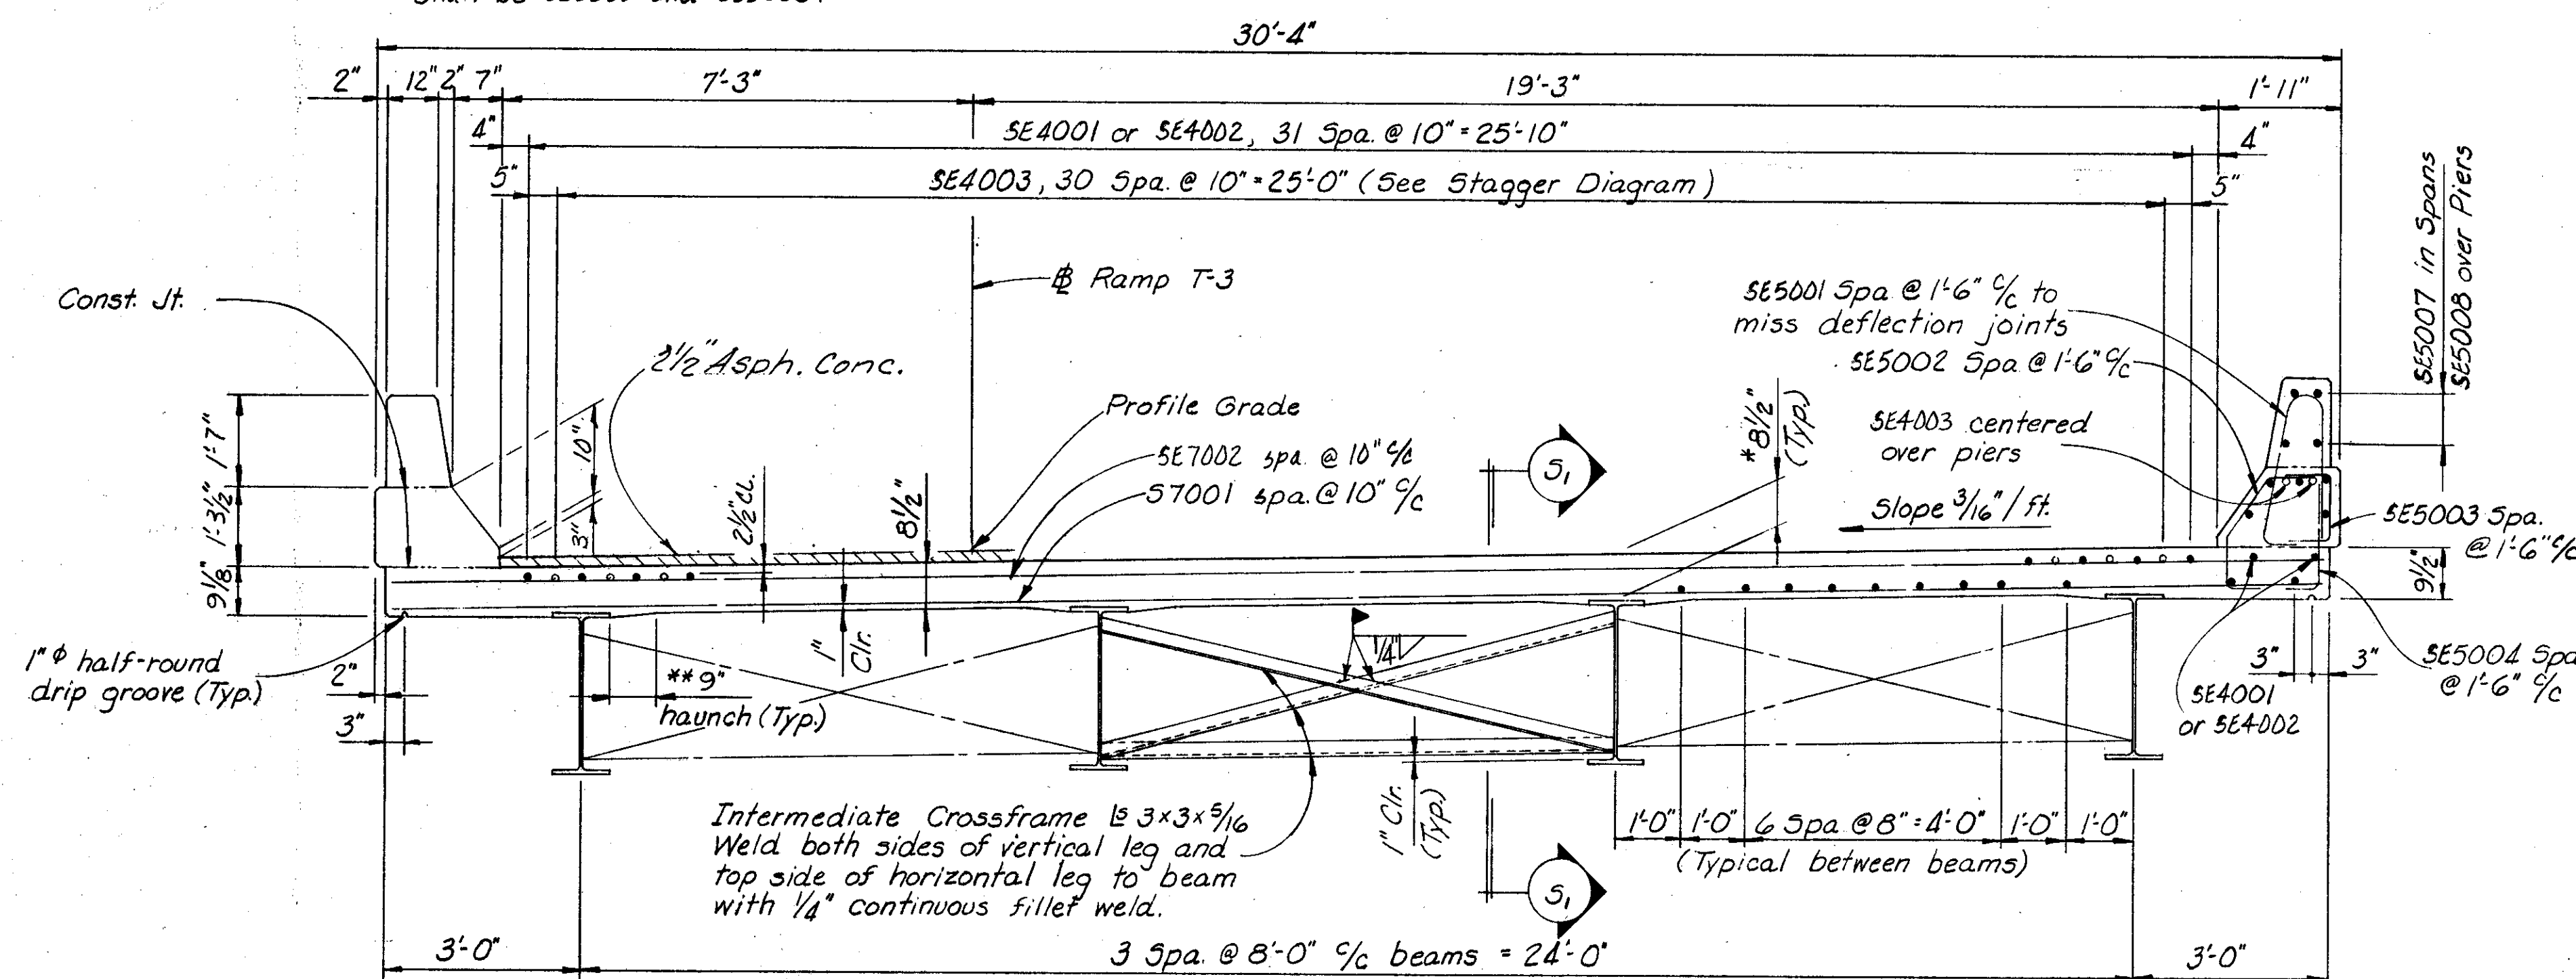 30'-4"
2" 12" 2" 7" 7'-3" 19'-3" 1'-11"
4" SE4001 or SE4002, 31 Spa. @ 10" = 25'-10" 4"
5" SE4003, 30 Spa. @ 10" = 25'-0" (See Stagger Diagram) 5"
SE5007 in Spans
SE5008 over Piers
Ramp T-3
Const. Jt.
SE5001 Spa @ 1'-6" c/c to
miss deflection joints
SE5002 Spa @ 1'-6" c/c
2½" Asph. Conc.
Profile Grade
SE7002 spa. @ 10" c/c
S7001 spa. @ 10" c/c
*8½"
(Typ.)
SE4003 centered
over piers
S₁
Slope 3/16" / ft.
1'-7"
1'-3½"
9⅛"
10"
3"
2½" CL.
8½"
SE5003 Spa.
@ 1'-6" c/c
9½"
1" ϕ half-round
drip groove (Typ.)
2"
3"
**9"
haunch (Typ.)
1"
Clr.
1/4"
3" 3"
SE5004 Spa
@ 1'-6" c/c
SE4001
or SE4002
Intermediate Crossframe Ls 3×3×5/16
Weld both sides of vertical leg and
top side of horizontal leg to beam
with ¼" continuous fillet weld.
1" Clr.
(Typ.)
1'-0" 1'-0" 6 Spa @ 8" = 4'-0" 1'-0" 1'-0"
(Typical between beams)
S₁
3'-0" 3 Spa. @ 8'-0" c/c beams = 24'-0" 3'-0"